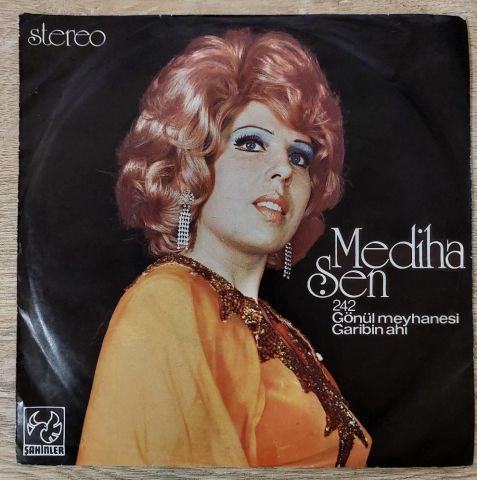 stereo
Mediha
Sen
242
Gönül meyhanesi
Garibin ahı
ŞAHİNLER